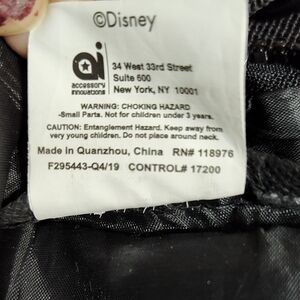 ©Disney
ai
accessory
innovations
34 West 33rd Street
Suite 600
New York, NY 10001
WARNING: CHOKING HAZARD
-Small Parts. Not for children under 3 years.
CAUTION: Entanglement Hazard. Keep away from
very young children. Do not place around neck.
Made in Quanzhou, China RN# 118976
F295443-Q4/19 CONTROL# 17200